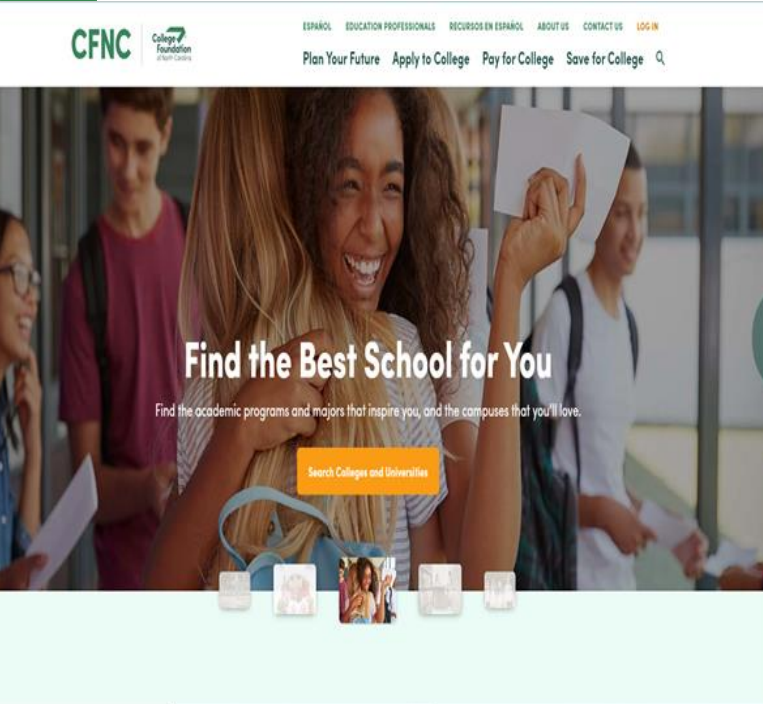 ESPAÑOL EDUCATION PROFESSIONALS RECURSOS EN ESPAÑOL ABOUT US CONTACT US LOG IN
CFNC
College
Foundation
of North Carolina
Plan Your Future Apply to College Pay for College Save for College
Find the Best School for You
Find the academic programs and majors that inspire you, and the campuses that you'll love.
Search Colleges and Universities